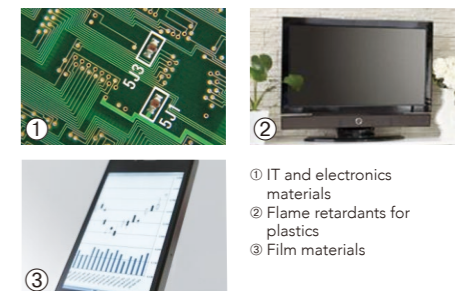 5J3
5J1
①
②
③
① IT and electronics
materials
② Flame retardants for
plastics
③ Film materials